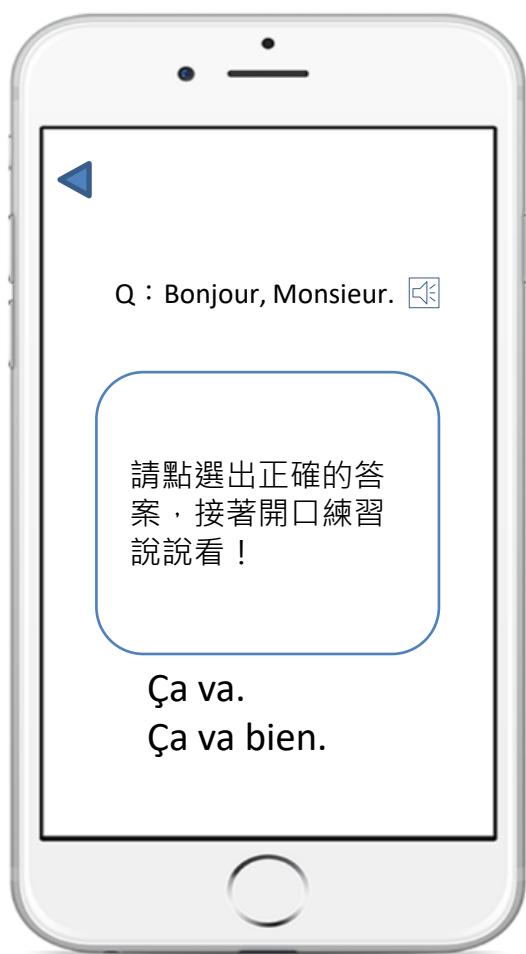 Q：Bonjour, Monsieur.
請點選出正確的答
案，接著開口練習
說說看！
Ça va.
Ça va bien.